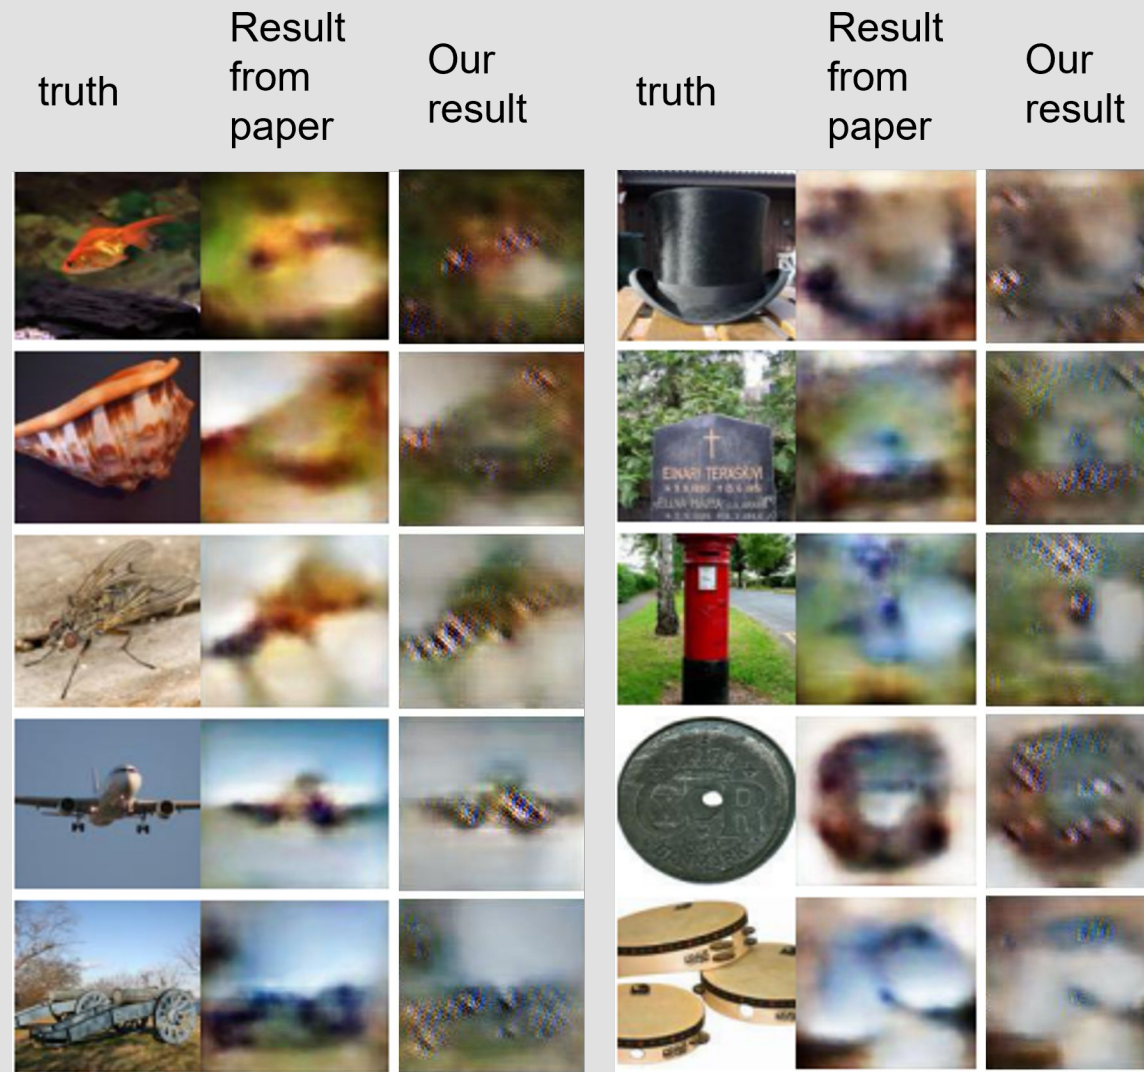 truth
Result
from
paper
Our
result
truth
Result
from
paper
Our
result
EINARI TERÄSKIVI